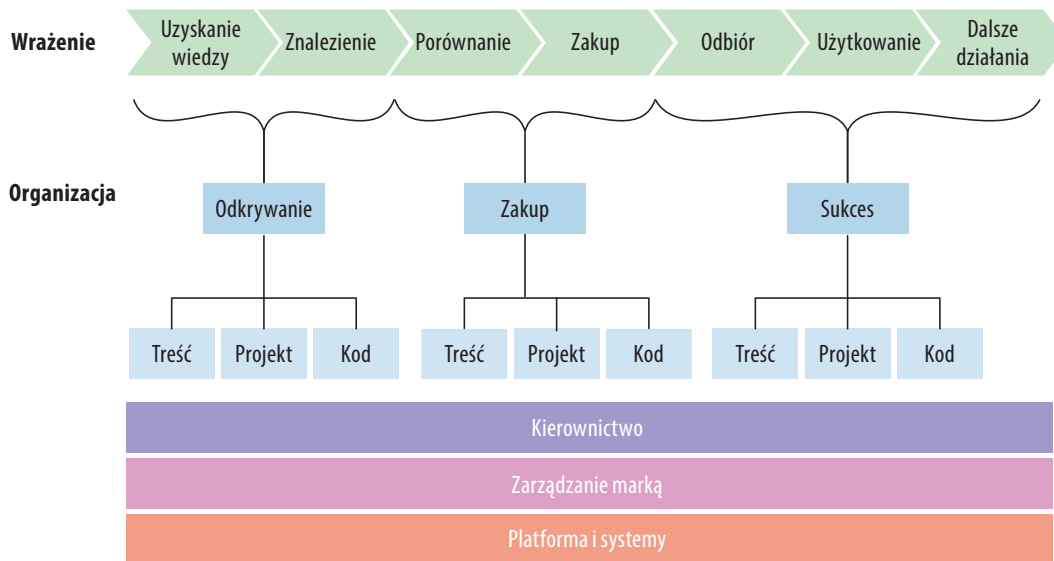 Wrażenie
Uzyskanie
wiedzy
Znalezienie
Porównanie
Zakup
Odbiór
Użytkowanie
Dalsze
działania
Organizacja
Odkrywanie
Zakup
Sukces
Treść
Projekt
Kod
Treść
Projekt
Kod
Treść
Projekt
Kod
Kierownictwo
Zarządzanie marką
Platforma i systemy